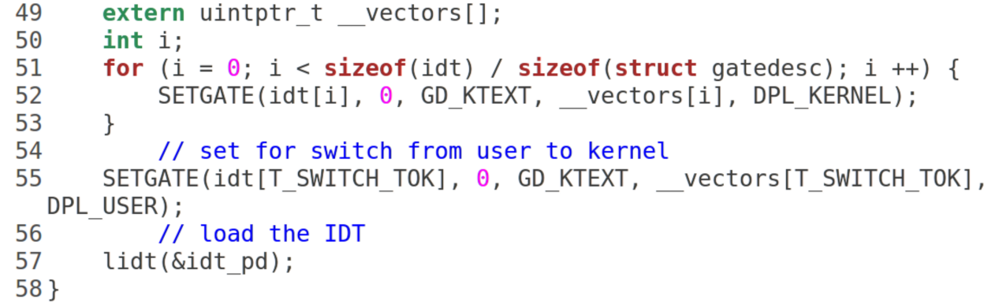 49    extern uintptr_t __vectors[];
50    int i;
51    for (i = 0; i < sizeof(idt) / sizeof(struct gatedesc); i ++) {
52        SETGATE(idt[i], 0, GD_KTEXT, __vectors[i], DPL_KERNEL);
53    }
54        // set for switch from user to kernel
55    SETGATE(idt[T_SWITCH_TOK], 0, GD_KTEXT, __vectors[T_SWITCH_TOK],
DPL_USER);
56        // load the IDT
57    lidt(&idt_pd);
58}